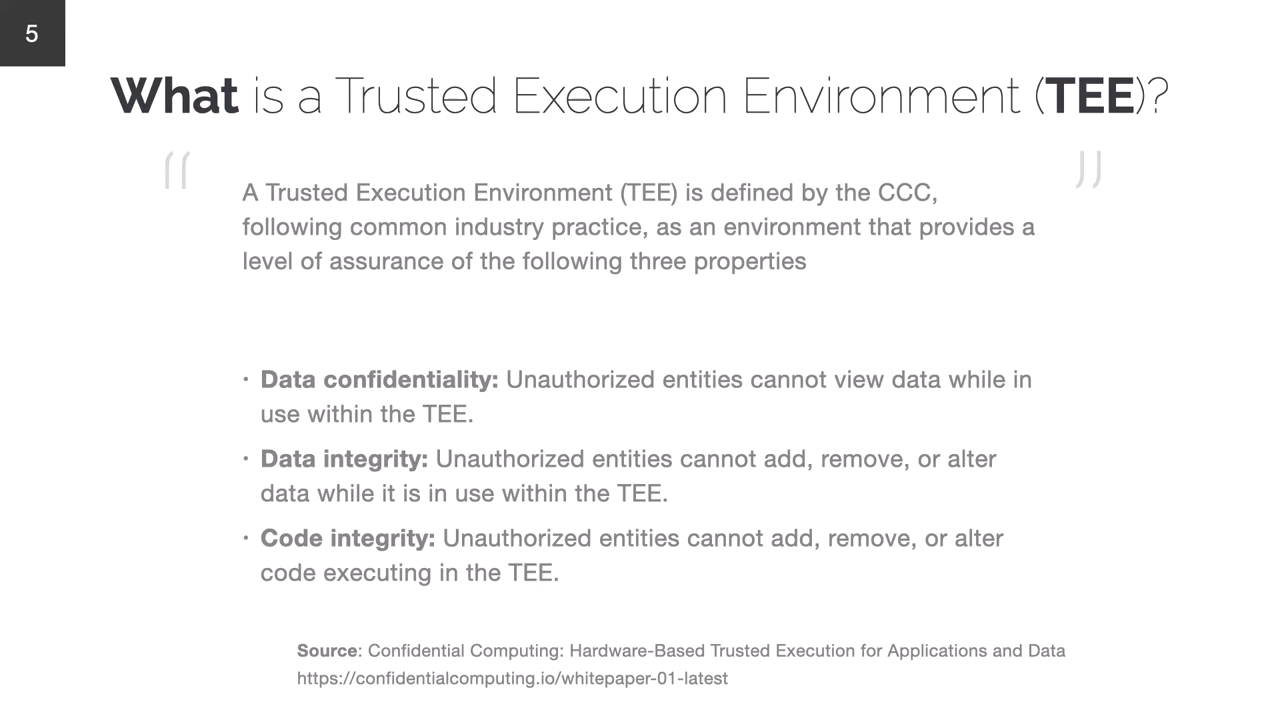 5
What is a Trusted Execution Environment (TEE)?
“ ”
A Trusted Execution Environment (TEE) is defined by the CCC,
following common industry practice, as an environment that provides a
level of assurance of the following three properties
· Data confidentiality: Unauthorized entities cannot view data while in
use within the TEE.
· Data integrity: Unauthorized entities cannot add, remove, or alter
data while it is in use within the TEE.
· Code integrity: Unauthorized entities cannot add, remove, or alter
code executing in the TEE.
Source: Confidential Computing: Hardware-Based Trusted Execution for Applications and Data
https://confidentialcomputing.io/whitepaper-01-latest